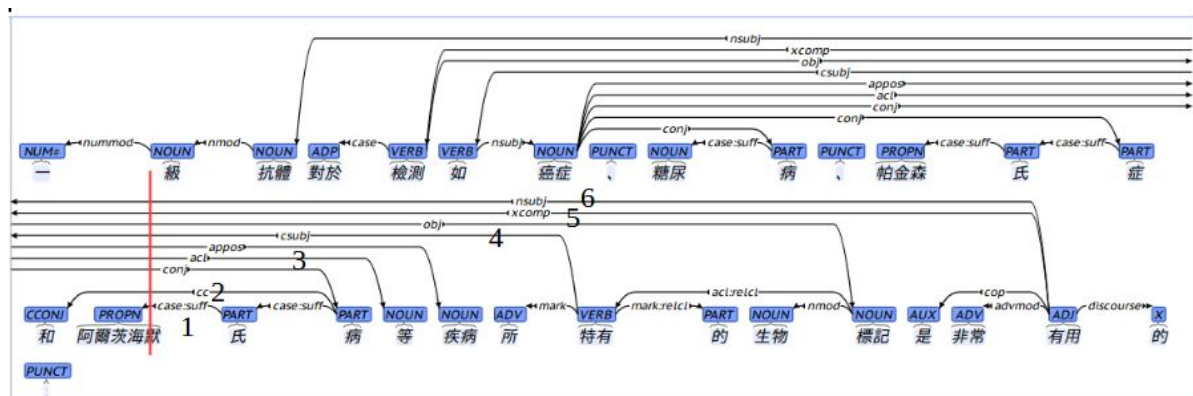 nsubj
xcomp
obj
csubj
appos
acl
conj
conj
conj
nummod nmod case nsubj case:suff case:suff case:suff
NUM= NOUN NOUN ADP VERB VERB NOUN PUNCT NOUN PART PUNCT PROPN PART PART
一 級 抗體 對於 檢測 如 癌症 、 糖尿 病 、 帕金森 氏 症
nsubj 6
xcomp 5
obj
csubj 4
appos
acl 3
conj
cc 2 acl:relcl cop
case:suff case:suff mark mark:relcl nmod advmod discourse
CCONJ PROPN 1 PART PART NOUN NOUN ADV VERB PART NOUN NOUN AUX ADV ADJ X
和 阿爾茨海默 氏 病 等 疾病 所 特有 的 生物 標記 是 非常 有用 的
PUNCT